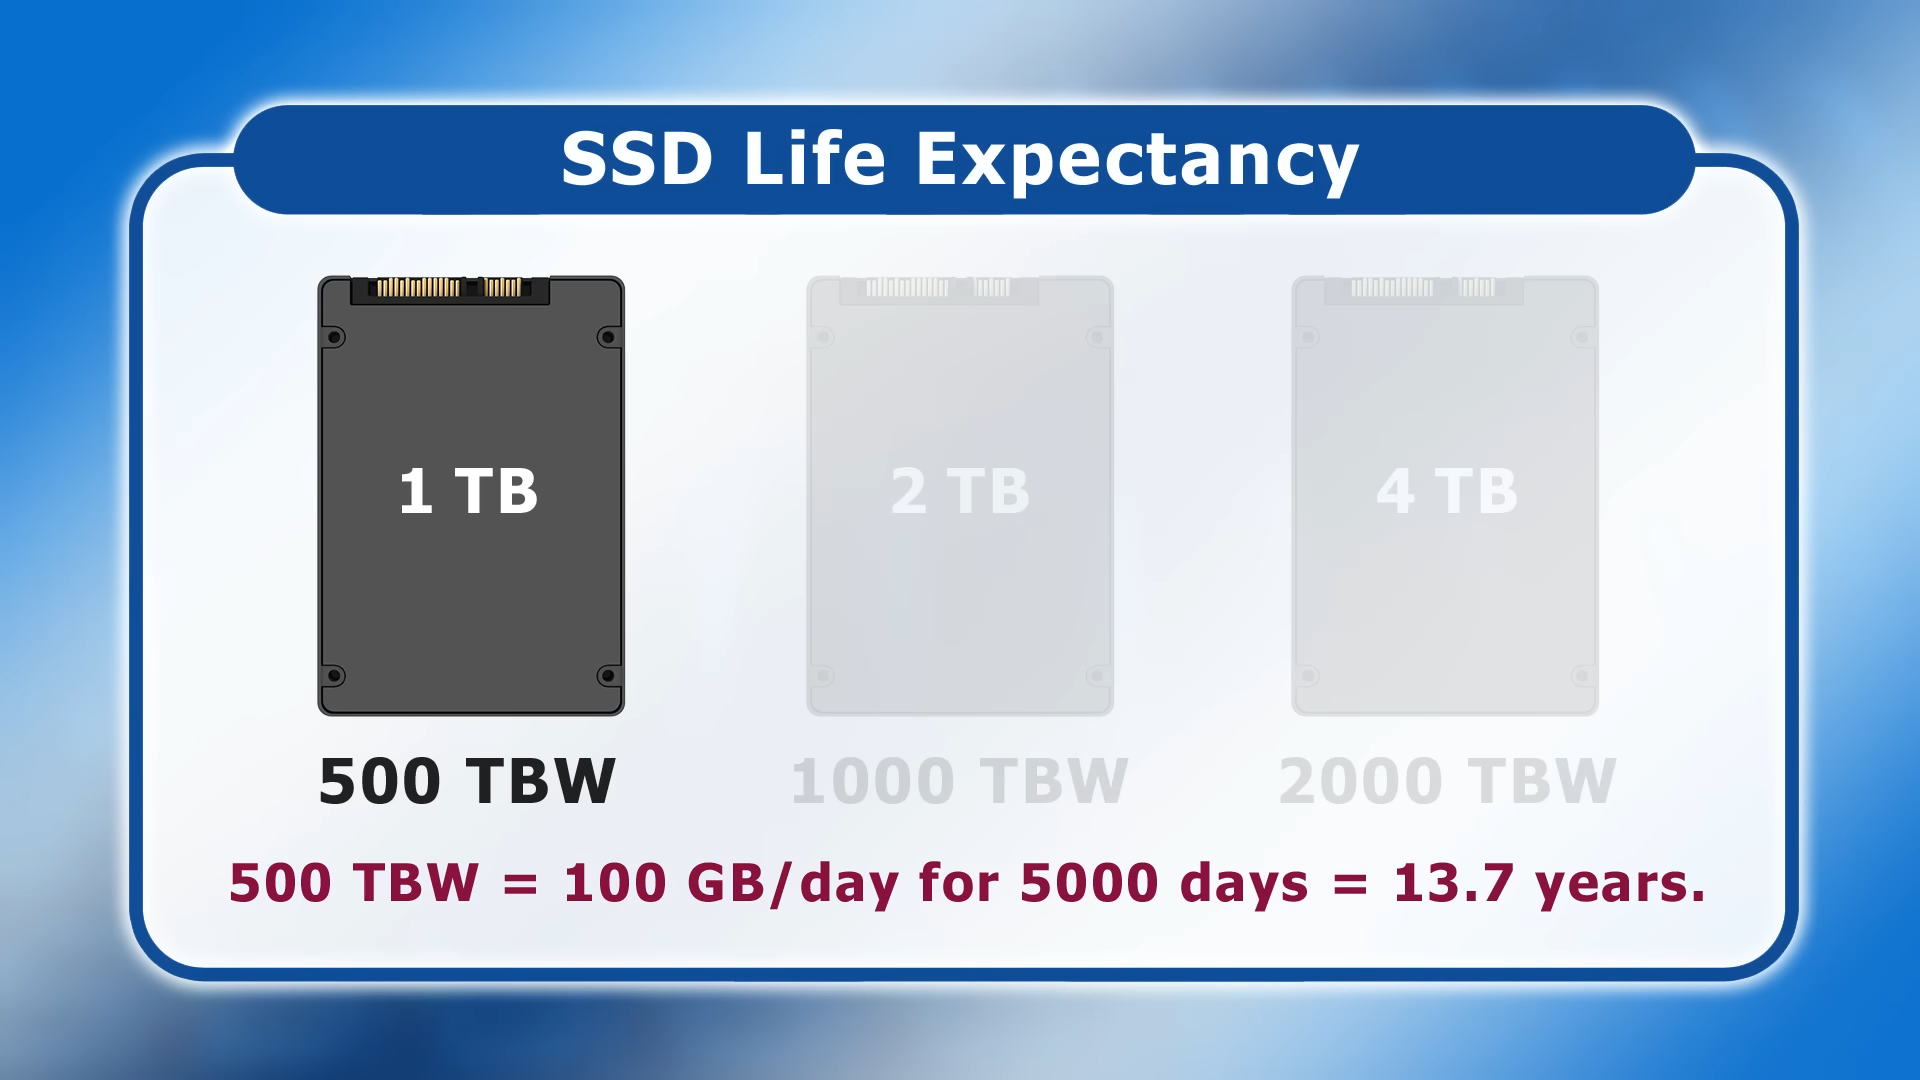 SSD Life Expectancy
1 TB
2 TB
4 TB
500 TBW
1000 TBW
2000 TBW
500 TBW = 100 GB/day for 5000 days = 13.7 years.